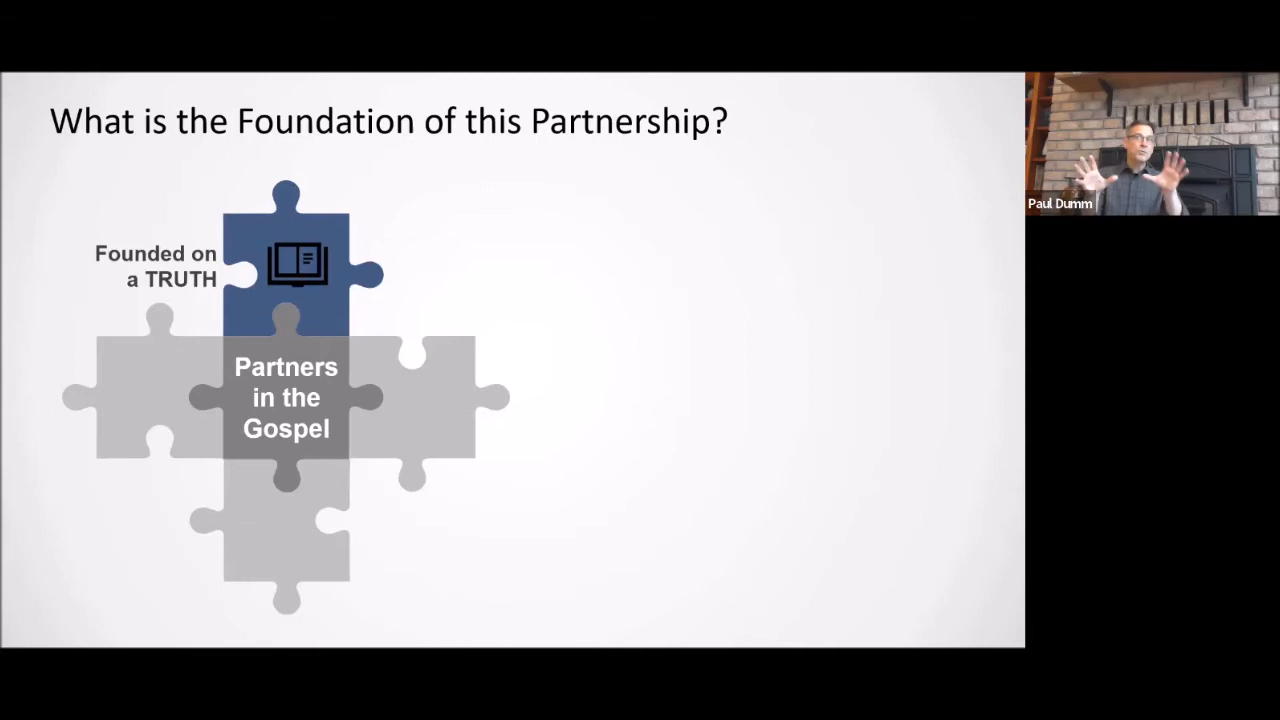 What is the Foundation of this Partnership?
Paul Dumm
Founded on
a TRUTH
Partners
in the
Gospel